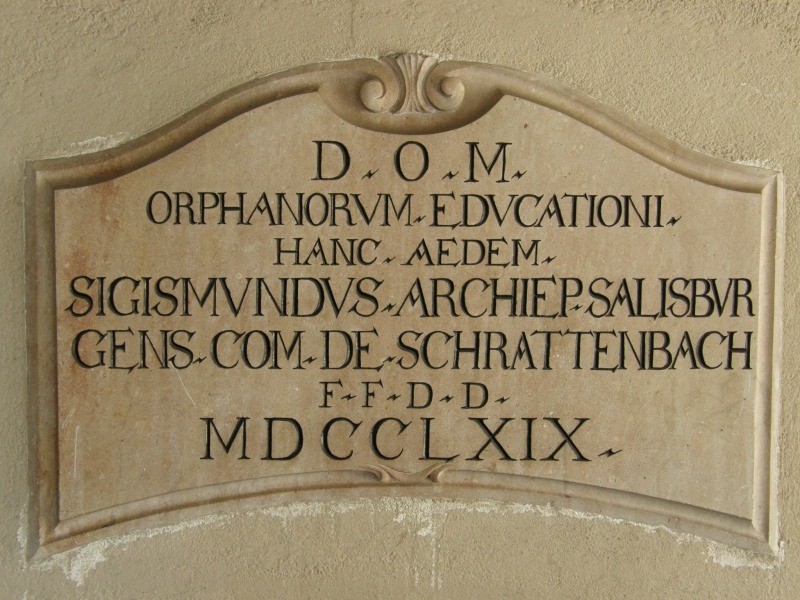 D. O. M.
ORPHANORVM. EDVCATIONI.
HANC. AEDEM.
SIGISMVNDVS. ARCHIEP. SALISBVR
GENS. COM. DE. SCHRATTENBACH
F. F. D. D.
MDCCLXIX.